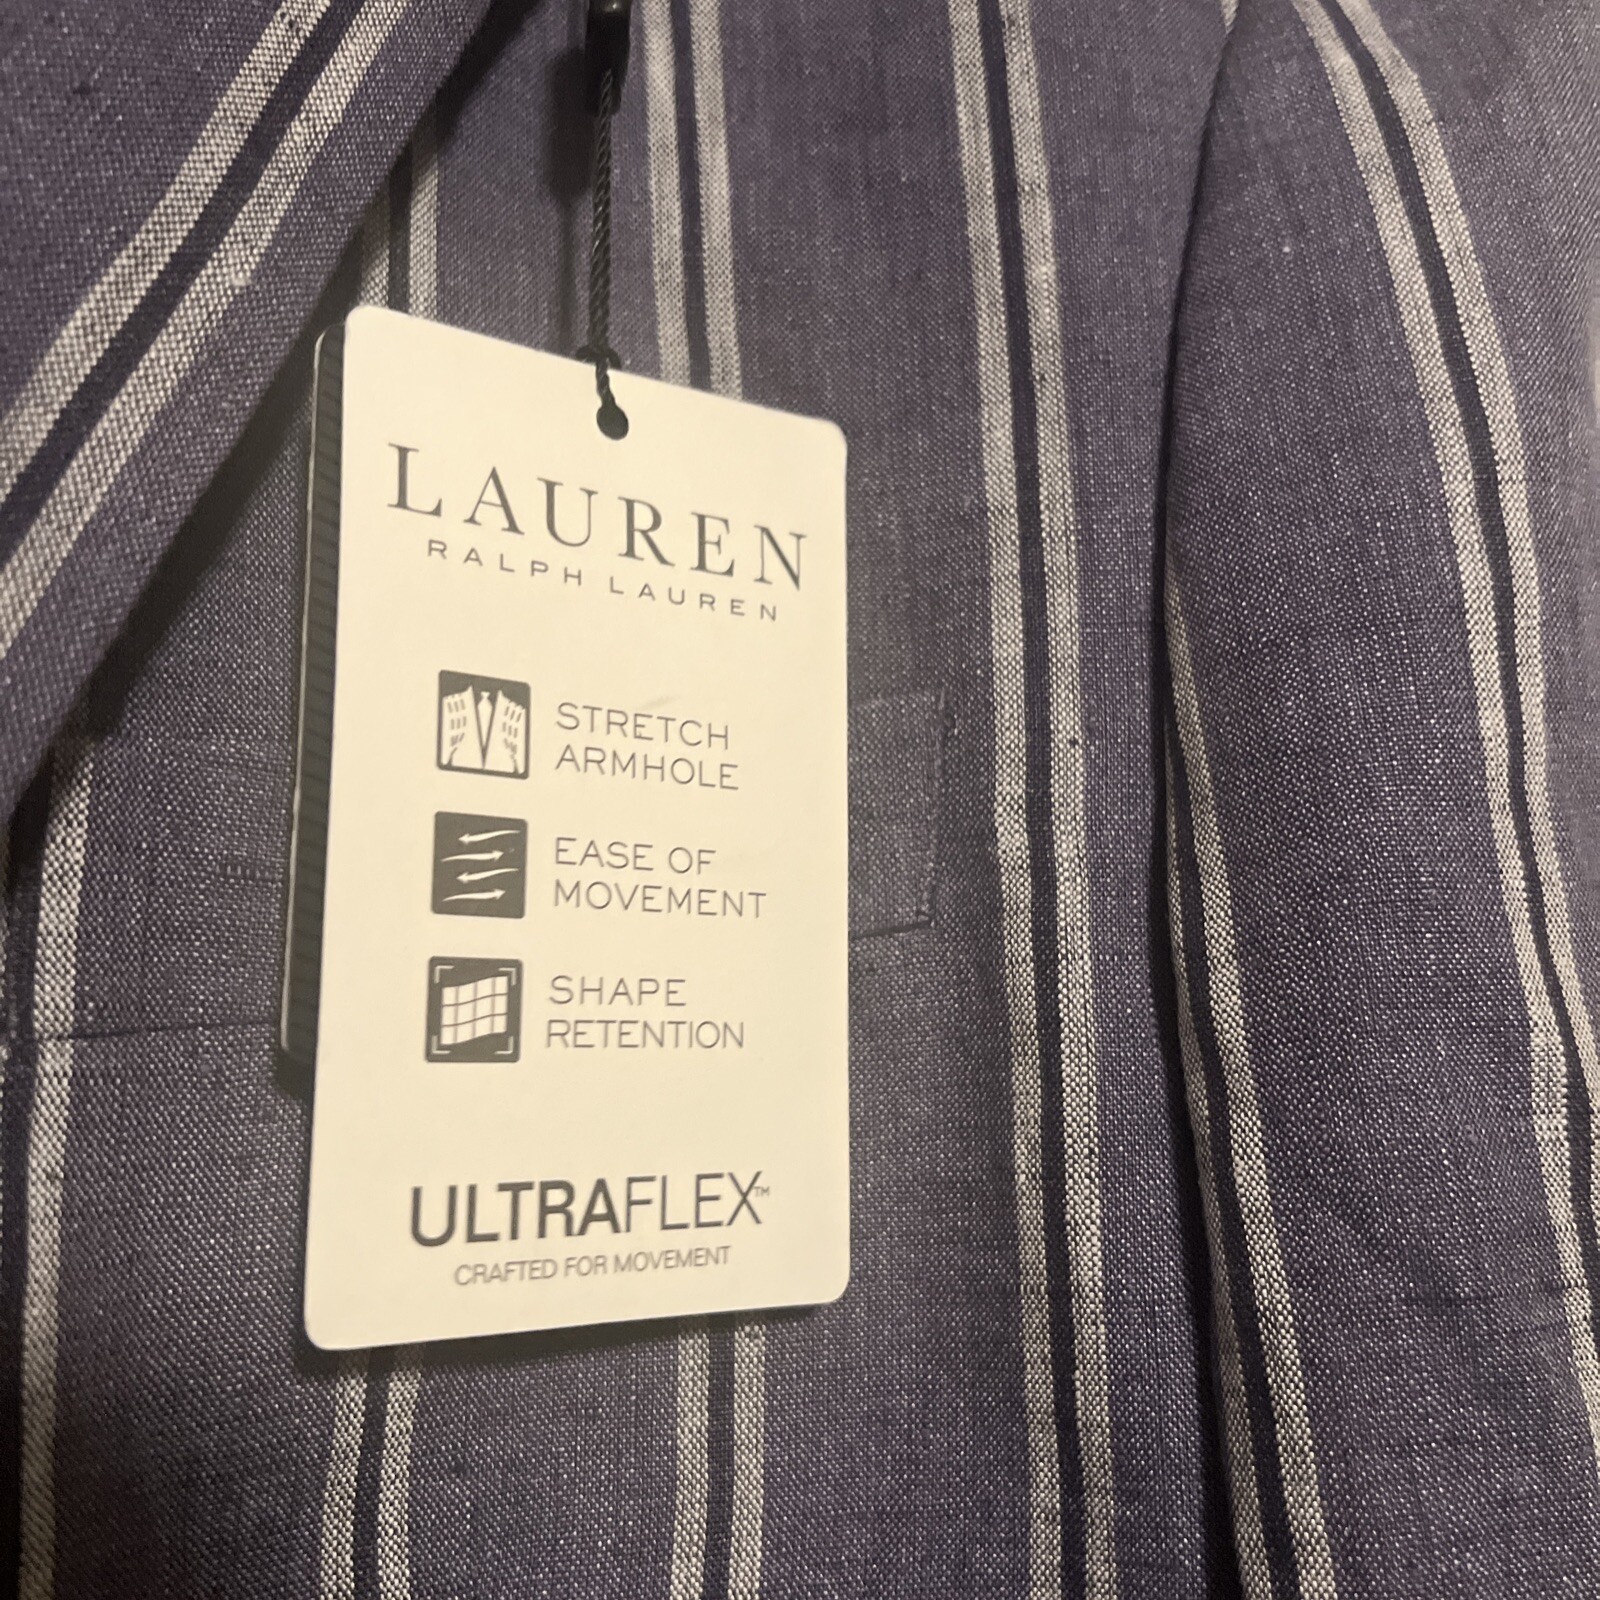 LAUREN
RALPH LAUREN
STRETCH
ARMHOLE
EASE OF
MOVEMENT
SHAPE
RETENTION
ULTRAFLEX™
CRAFTED FOR MOVEMENT